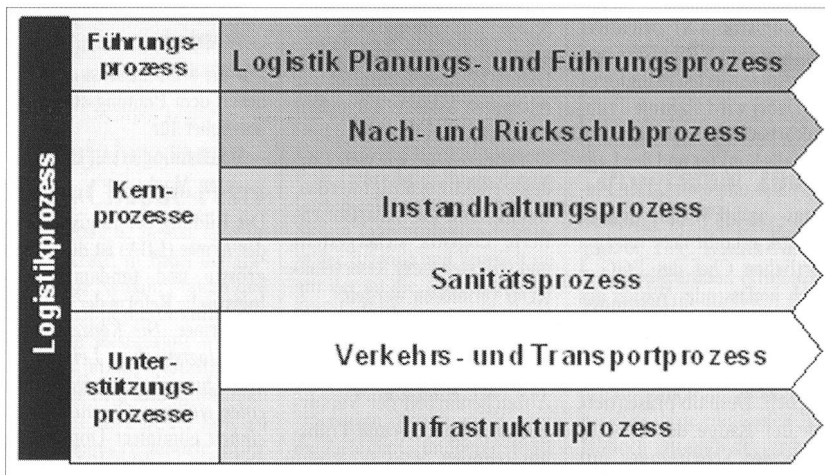 Logistikprozess
Führungs-
prozess
Logistik Planungs- und Führungsprozess
Kern-
prozesse
Nach- und Rückschubprozess
Instandhaltungsprozess
Sanitätsprozess
Unter-
stützungs-
prozesse
Verkehrs- und Transportprozess
Infrastrukturprozess